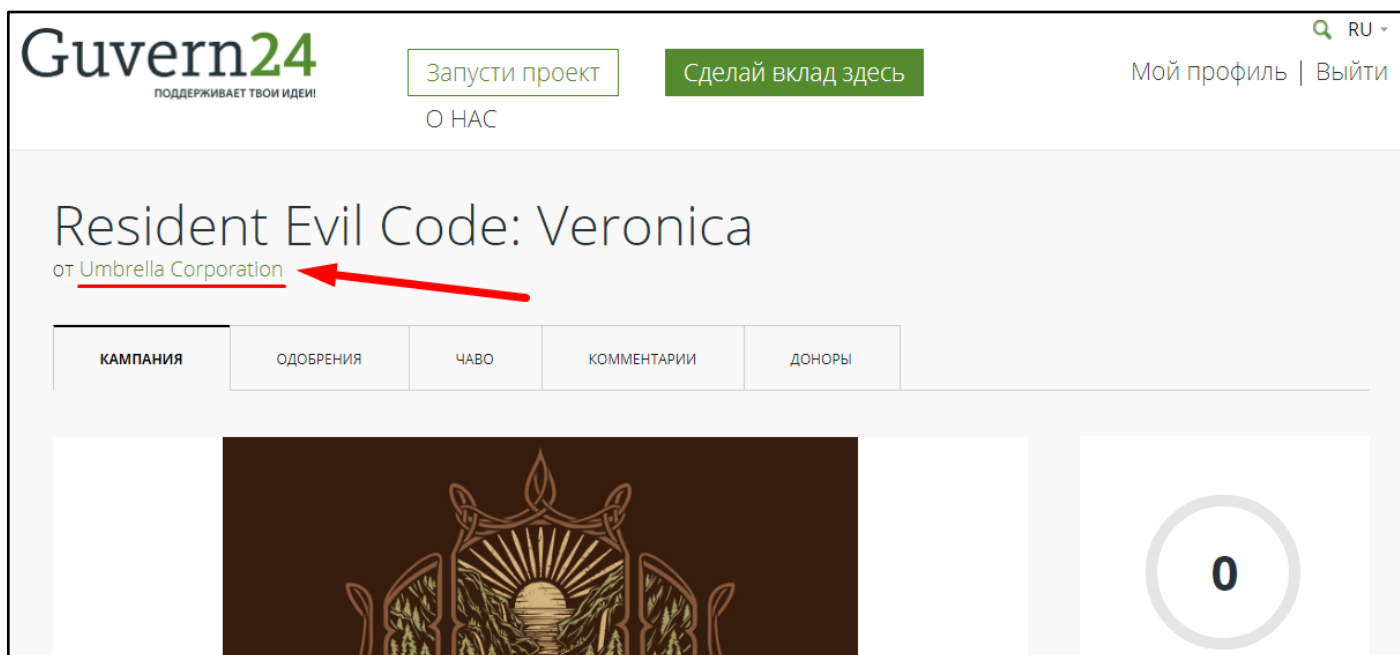 Guvern24
ПОДДЕРЖИВАЕТ ТВОИ ИДЕИ!
Запусти проект
Сделай вклад здесь
О НАС
RU
Мой профиль | Выйти
Resident Evil Code: Veronica
от Umbrella Corporation
КАМПАНИЯ
ОДОБРЕНИЯ
ЧАВО
КОММЕНТАРИИ
ДОНОРЫ
0